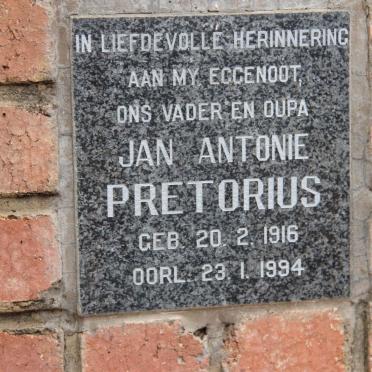 IN LIEFDEVOLLE HERINNERING
AAN MY EGGENOOT,
ONS VADER EN OUPA
JAN ANTONIE
PRETORIUS
GEB. 20. 2. 1916
OORL. 23. 1. 1994